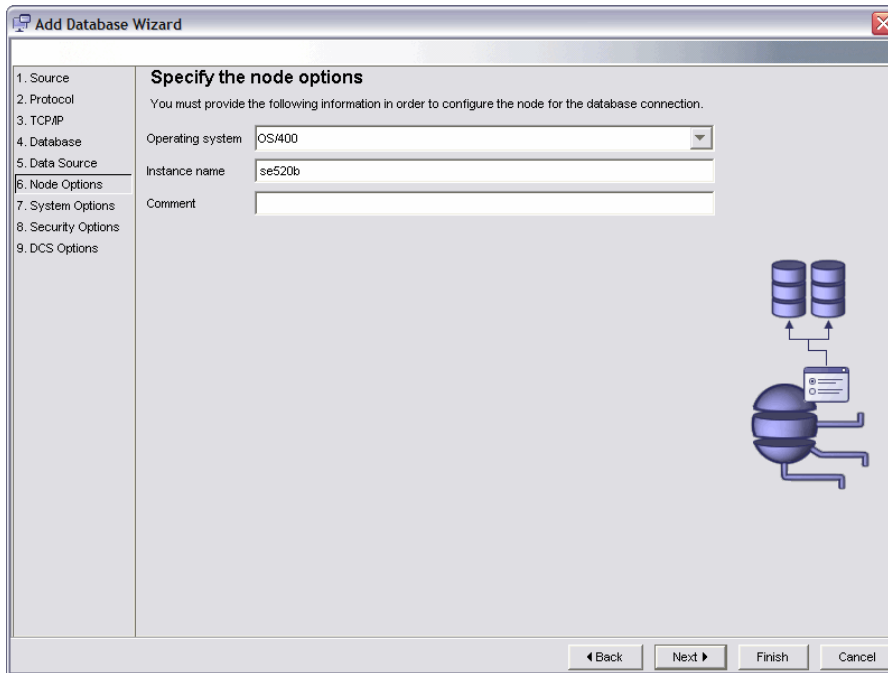 Add Database Wizard
1. Source
2. Protocol
3. TCP/IP
4. Database
5. Data Source
6. Node Options
7. System Options
8. Security Options
9. DCS Options
Specify the node options
You must provide the following information in order to configure the node for the database connection.
Operating system OS/400
Instance name se520b
Comment
Back Next Finish Cancel